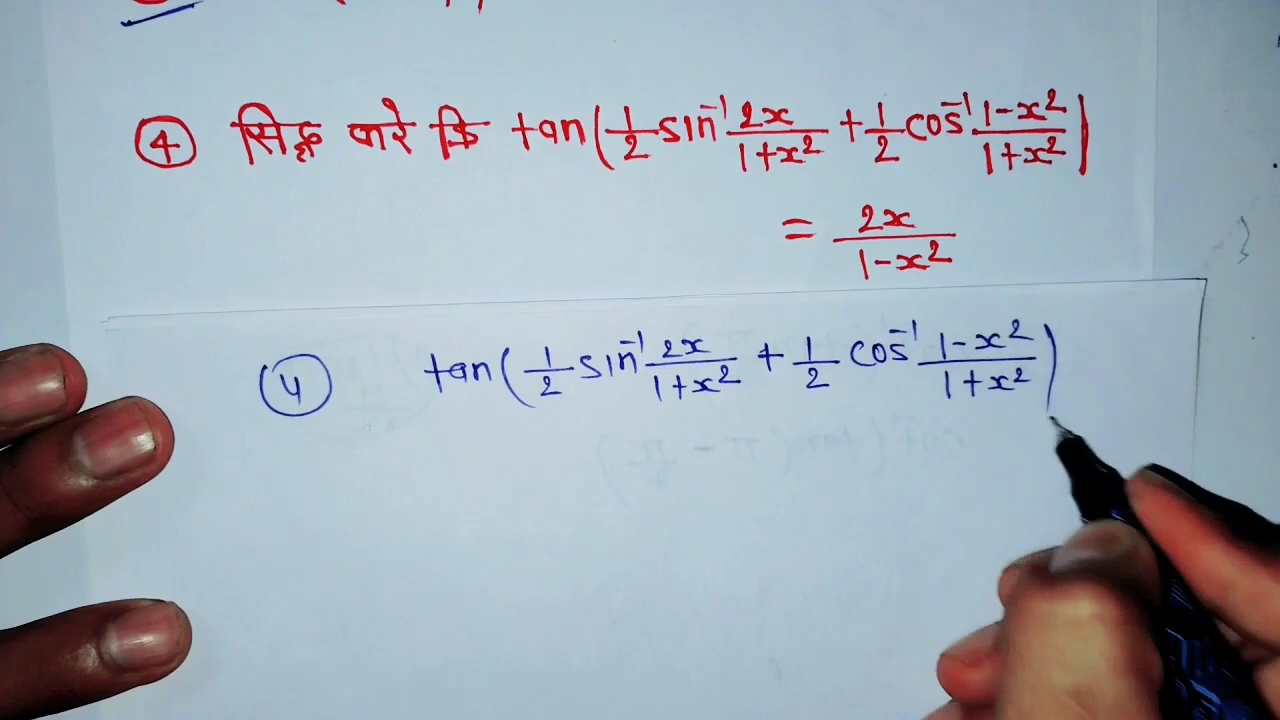 ④ सिद्ध करे कि tan(1/2 sin⁻¹ 2x/1+x² + 1/2 cos⁻¹ 1-x²/1+x²)
= 2x/1-x²
④ tan(1/2 sin⁻¹ 2x/1+x² + 1/2 cos⁻¹ 1-x²/1+x²)